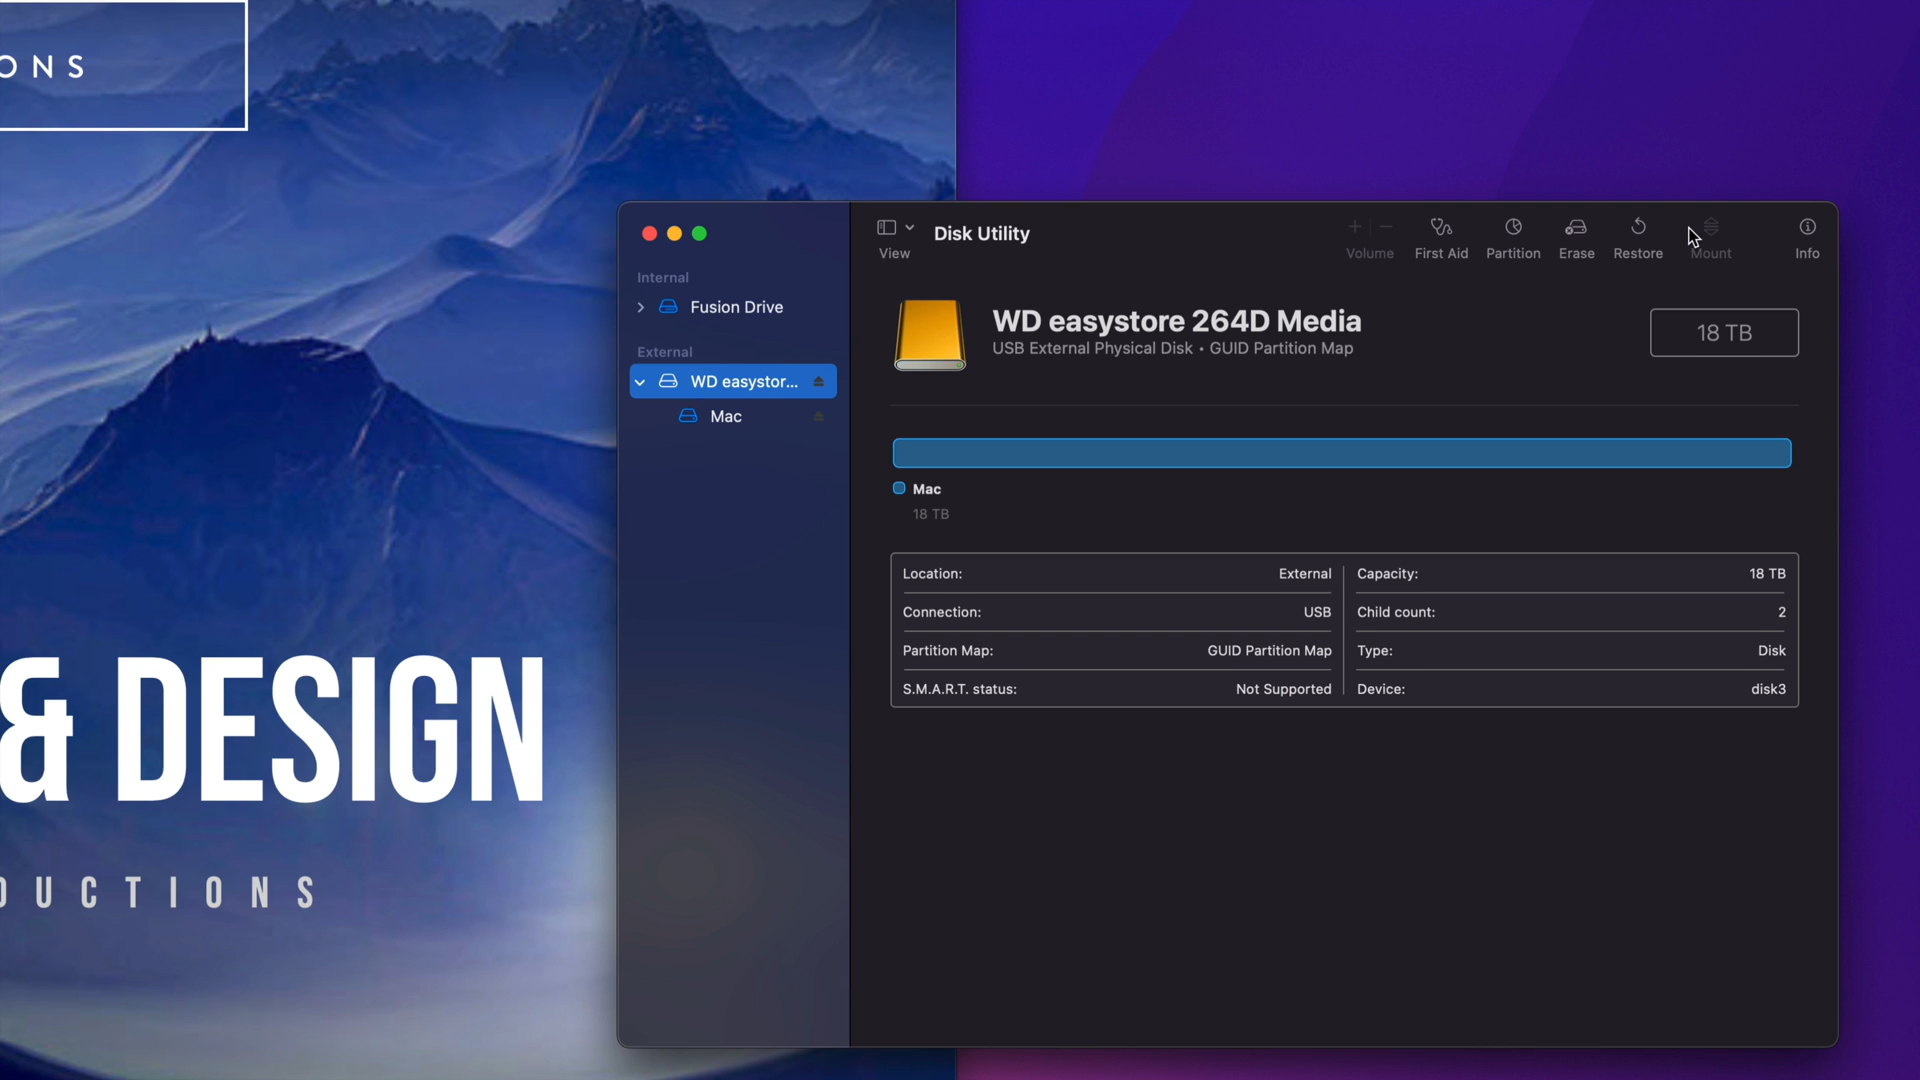 ONS
& DESIGN
DUCTIONS
Internal
Fusion Drive
External
WD easystor...
Mac
View
Disk Utility
Volume
First Aid
Partition
Erase
Restore
Mount
Info
WD easystore 264D Media
USB External Physical Disk • GUID Partition Map
18 TB
Mac
18 TB
Location: External
Capacity: 18 TB
Connection: USB
Child count: 2
Partition Map: GUID Partition Map
Type: Disk
S.M.A.R.T. status: Not Supported
Device: disk3